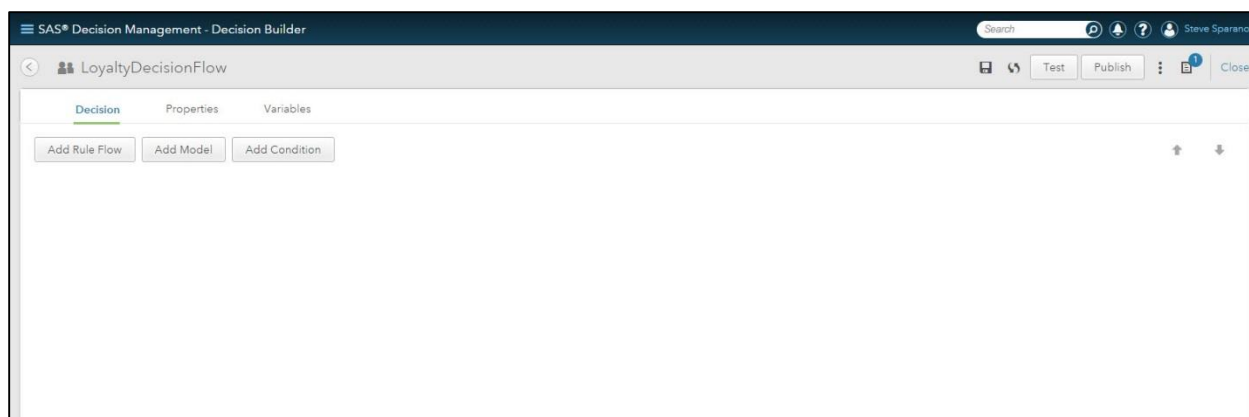 SAS® Decision Management - Decision Builder Search ? Steve Sparano
LoyaltyDecisionFlow Test Publish 1 Close
Decision Properties Variables
Add Rule Flow Add Model Add Condition